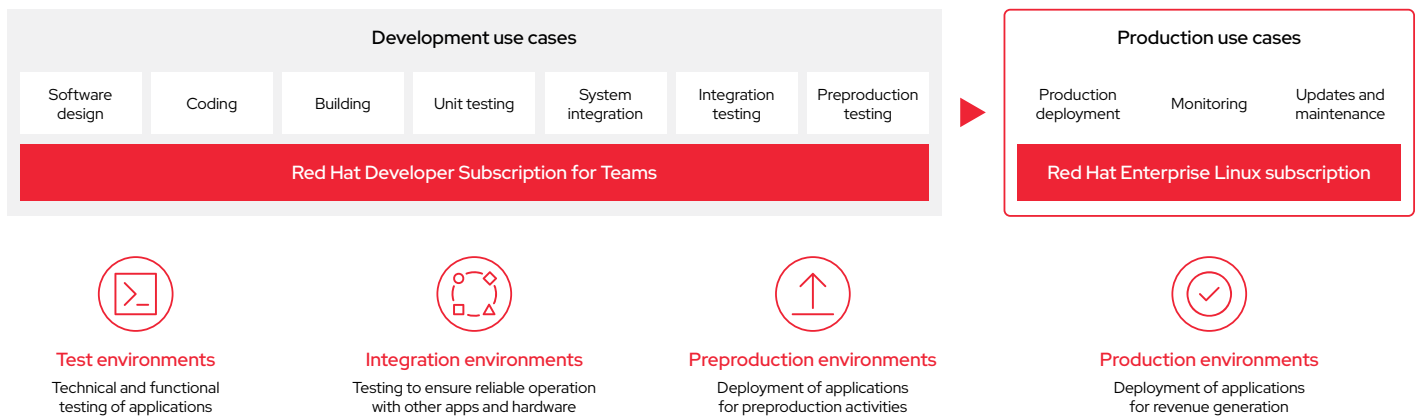 Development use cases
Software
design
Coding
Building
Unit testing
System
integration
Integration
testing
Preproduction
testing
Red Hat Developer Subscription for Teams
Production use cases
Production
deployment
Monitoring
Updates and
maintenance
Red Hat Enterprise Linux subscription
Test environments
Technical and functional
testing of applications
Integration environments
Testing to ensure reliable operation
with other apps and hardware
Preproduction environments
Deployment of applications
for preproduction activities
Production environments
Deployment of applications
for revenue generation